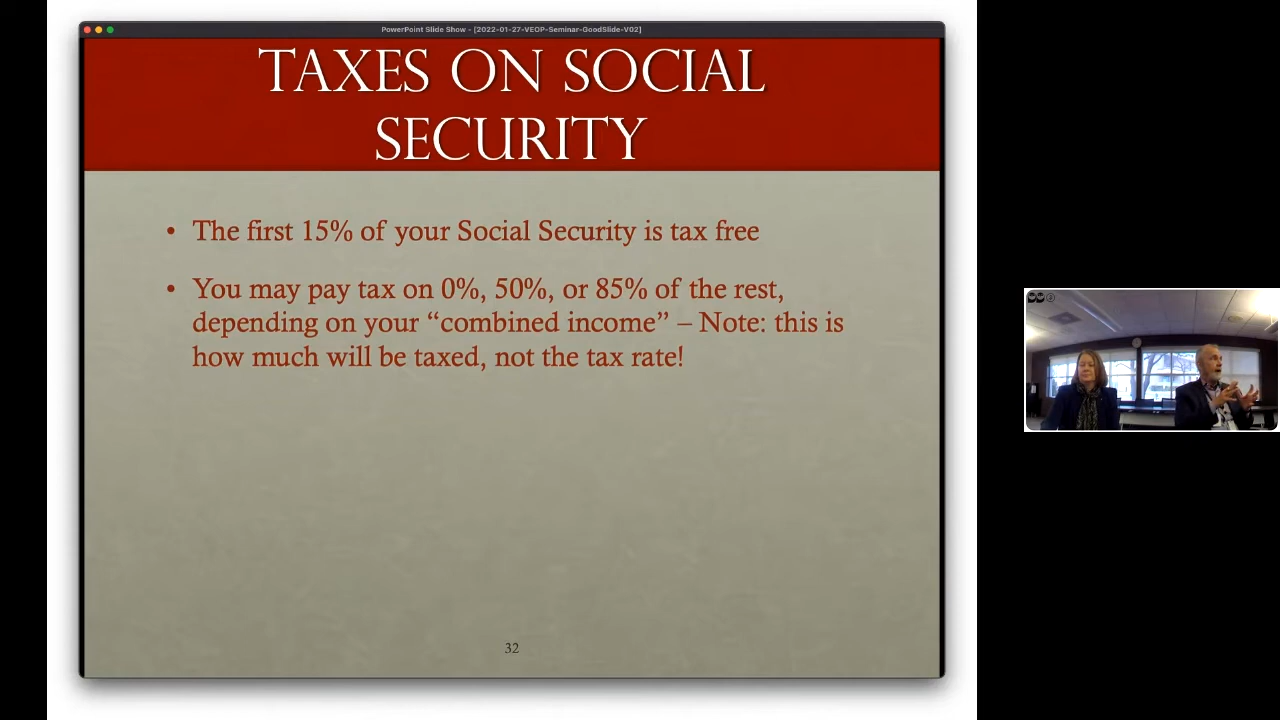 PowerPoint Slide Show - [2022-01-27-VEOP-Seminar-GoodSlide-V02]
TAXES ON SOCIAL
SECURITY
• The first 15% of your Social Security is tax free
• You may pay tax on 0%, 50%, or 85% of the rest,
depending on your “combined income” – Note: this is
how much will be taxed, not the tax rate!
32